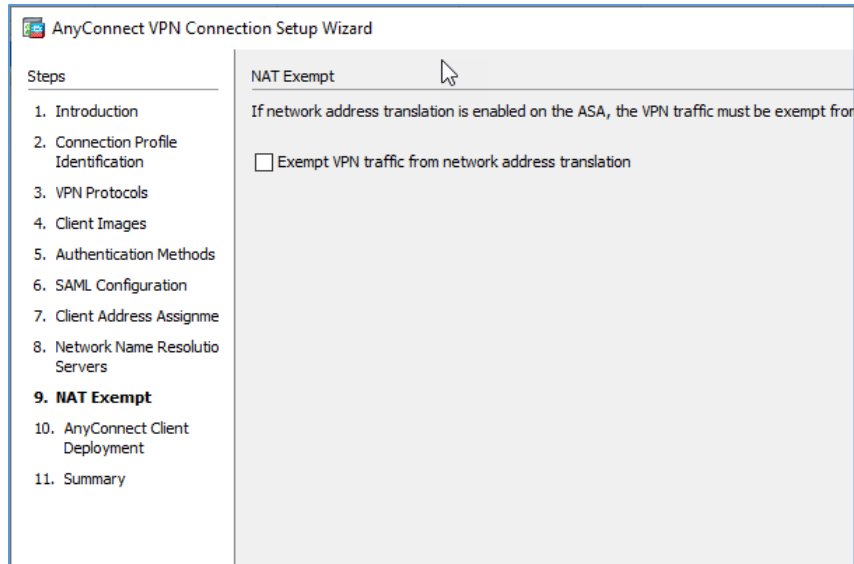 AnyConnect VPN Connection Setup Wizard
Steps
1. Introduction
2. Connection Profile
Identification
3. VPN Protocols
4. Client Images
5. Authentication Methods
6. SAML Configuration
7. Client Address Assignme
8. Network Name Resolutio
Servers
9. NAT Exempt
10. AnyConnect Client
Deployment
11. Summary
NAT Exempt
If network address translation is enabled on the ASA, the VPN traffic must be exempt fror
Exempt VPN traffic from network address translation